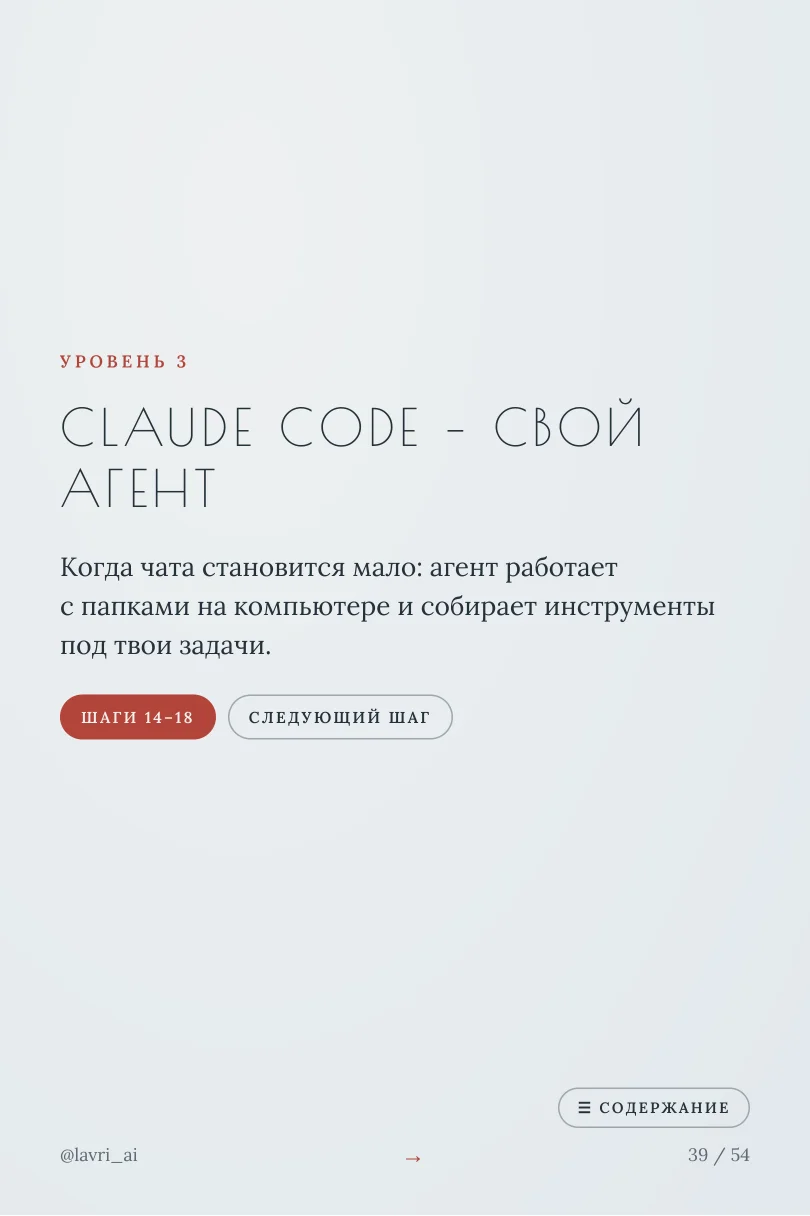 УРОВЕНЬ 3
CLAUDE CODE – СВОЙ
АГЕНТ
Когда чата становится мало: агент работает
с папками на компьютере и собирает инструменты
под твои задачи.
ШАГИ 14–18
СЛЕДУЮЩИЙ ШАГ
☰ СОДЕРЖАНИЕ
@lavri_ai
→
39 / 54